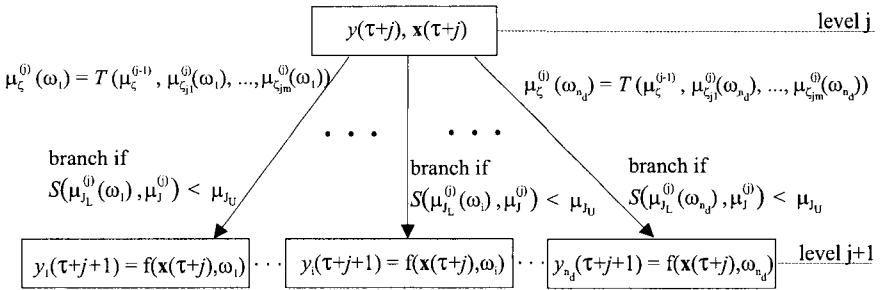 y(τ+j), x(τ+j)
level j
μ_ζ^(j)(ω_1) = T(μ_ζ^(j-1), μ_ζj1^(j)(ω_1), ..., μ_ζjm^(j)(ω_1))
μ_ζ^(j)(ω_nd) = T(μ_ζ^(j-1), μ_ζj1^(j)(ω_nd), ..., μ_ζjm^(j)(ω_nd))
. . . . . .
branch if
S(μ_JL^(j)(ω_1), μ_J^(j)) < μ_JU
branch if
S(μ_JL^(j)(ω_i), μ_J^(j)) < μ_JU
branch if
S(μ_JL^(j)(ω_nd), μ_J^(j)) < μ_JU
y_1(τ+j+1) = f(x(τ+j),ω_1) · · · y_i(τ+j+1) = f(x(τ+j),ω_i) · · · y_nd(τ+j+1) = f(x(τ+j),ω_nd)
level j+1